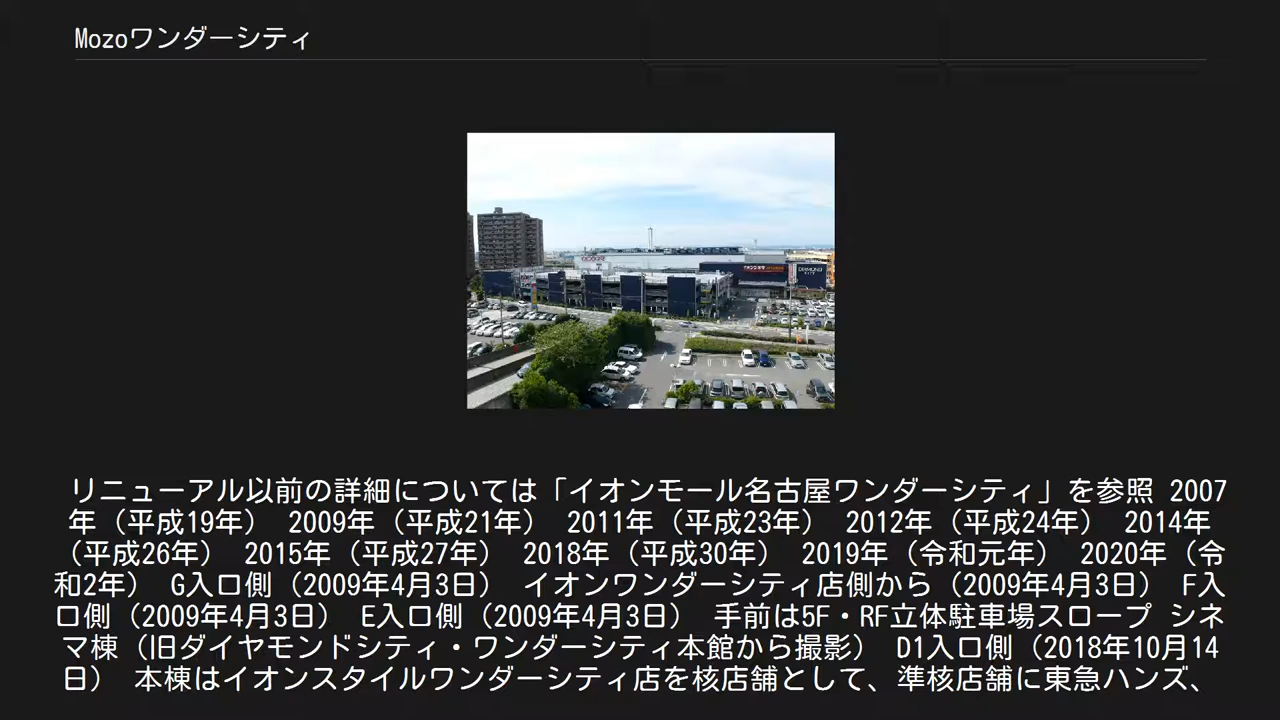 Mozoワンダーシティ
リニューアル以前の詳細については「イオンモール名古屋ワンダーシティ」を参照 2007
年（平成19年） 2009年（平成21年） 2011年（平成23年） 2012年（平成24年） 2014年
（平成26年） 2015年（平成27年） 2018年（平成30年） 2019年（令和元年） 2020年（令
和2年） G入口側（2009年4月3日） イオンワンダーシティ店側から（2009年4月3日） F入
口側（2009年4月3日） E入口側（2009年4月3日） 手前は5F・RF立体駐車場スロープ シネ
マ棟（旧ダイヤモンドシティ・ワンダーシティ本館から撮影） D1入口側（2018年10月14
日） 本棟はイオンスタイルワンダーシティ店を核店舗として、準核店舗に東急ハンズ、